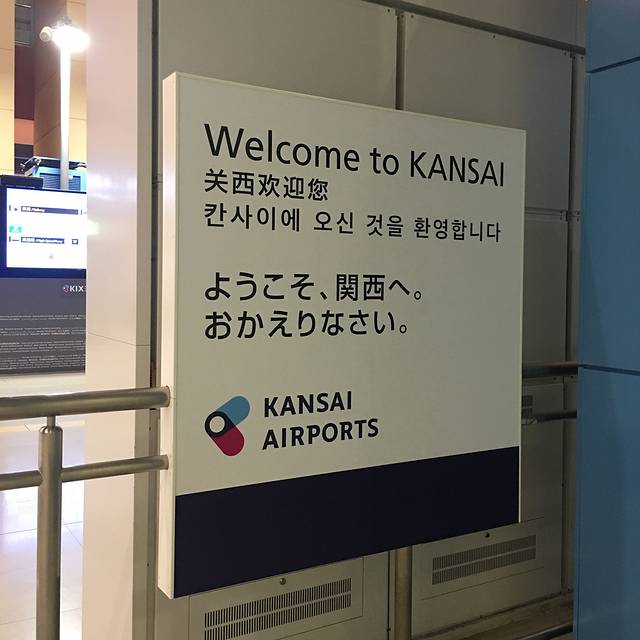 Welcome to KANSAI
关西欢迎您
칸사이에 오신 것을 환영합니다
ようこそ、関西へ。
おかえりなさい。
KANSAI
AIRPORTS
KIX